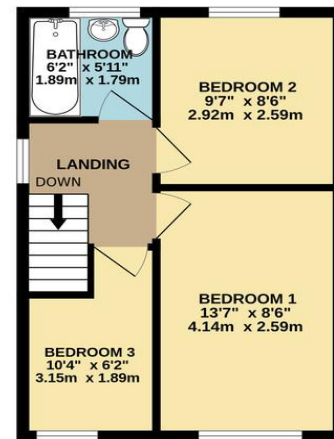 BATHROOM
6'2" x 5'11"
1.89m x 1.79m
BEDROOM 2
9'7" x 8'6"
2.92m x 2.59m
LANDING
DOWN
BEDROOM 1
13'7" x 8'6"
4.14m x 2.59m
BEDROOM 3
10'4" x 6'2"
3.15m x 1.89m